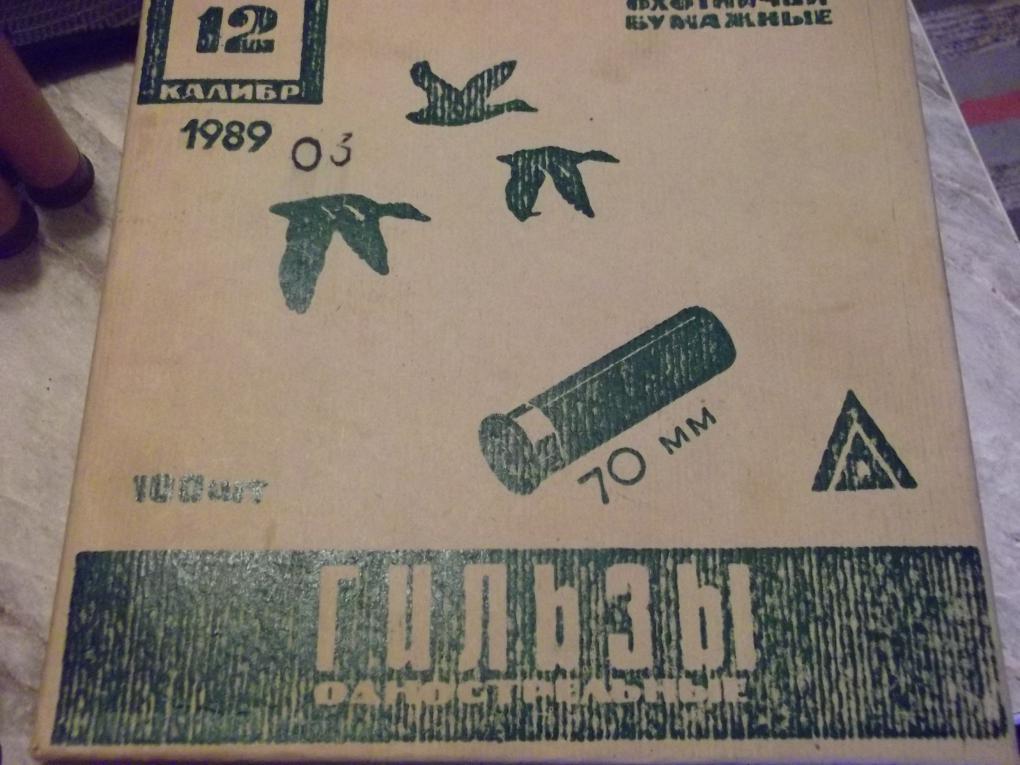 12
КАЛИБР
ОХОТНИЧЬИ
БУМАЖНЫЕ
1989 03
70 мм
100 шт
ГИЛЬЗЫ
ОДНОСТРЕЛЬНЫЕ